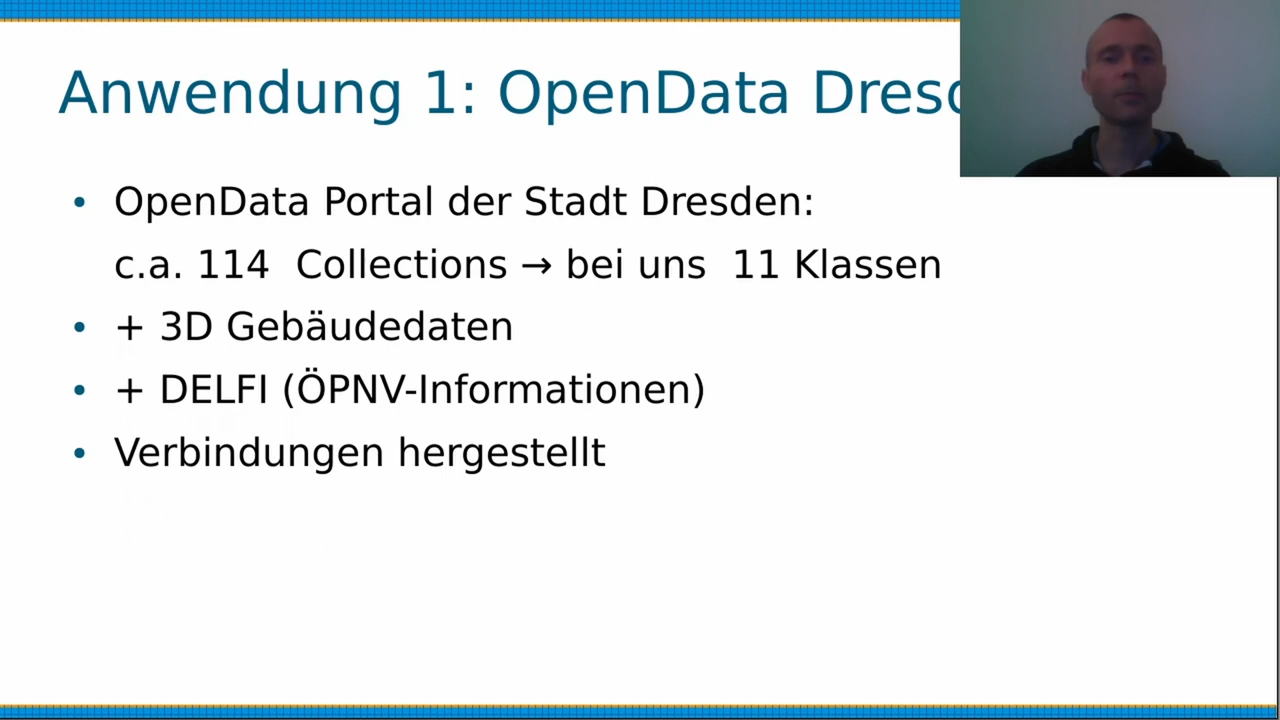 Anwendung 1: OpenData
• OpenData Portal der Stadt Dresden:
c.a. 114 Collections → bei uns 11 Klassen
• + 3D Gebäudedaten
• + DELFI (ÖPNV-Informationen)
• Verbindungen hergestellt